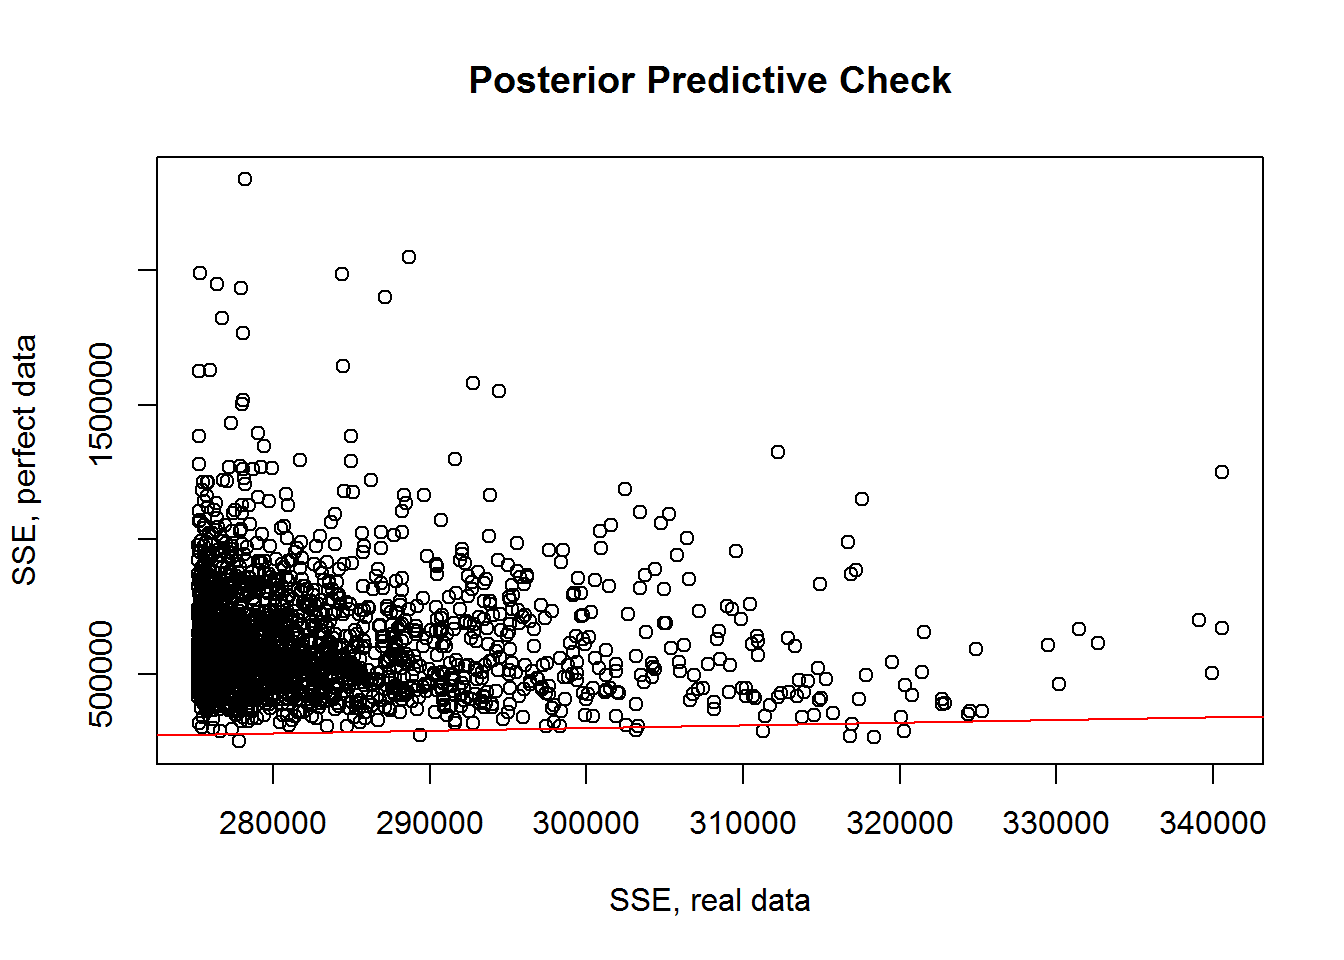 Posterior Predictive Check
SSE, perfect data
1500000
500000
280000 290000 300000 310000 320000 330000 340000
SSE, real data